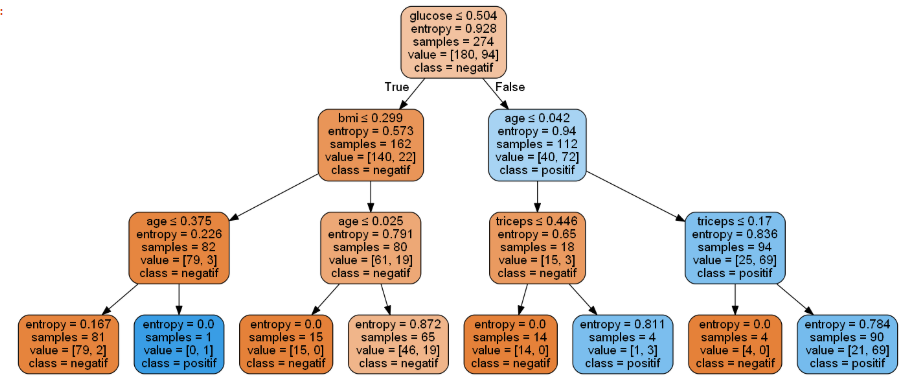 :
glucose ≤ 0.504
entropy = 0.928
samples = 274
value = [180, 94]
class = negatif
True
False
bmi ≤ 0.299
entropy = 0.573
samples = 162
value = [140, 22]
class = negatif
age ≤ 0.042
entropy = 0.94
samples = 112
value = [40, 72]
class = positif
age ≤ 0.375
entropy = 0.226
samples = 82
value = [79, 3]
class = negatif
age ≤ 0.025
entropy = 0.791
samples = 80
value = [61, 19]
class = negatif
triceps ≤ 0.446
entropy = 0.65
samples = 18
value = [15, 3]
class = negatif
triceps ≤ 0.17
entropy = 0.836
samples = 94
value = [25, 69]
class = positif
entropy = 0.167
samples = 81
value = [79, 2]
class = negatif
entropy = 0.0
samples = 1
value = [0, 1]
class = positif
entropy = 0.0
samples = 15
value = [15, 0]
class = negatif
entropy = 0.872
samples = 65
value = [46, 19]
class = negatif
entropy = 0.0
samples = 14
value = [14, 0]
class = negatif
entropy = 0.811
samples = 4
value = [1, 3]
class = positif
entropy = 0.0
samples = 4
value = [4, 0]
class = negatif
entropy = 0.784
samples = 90
value = [21, 69]
class = positif